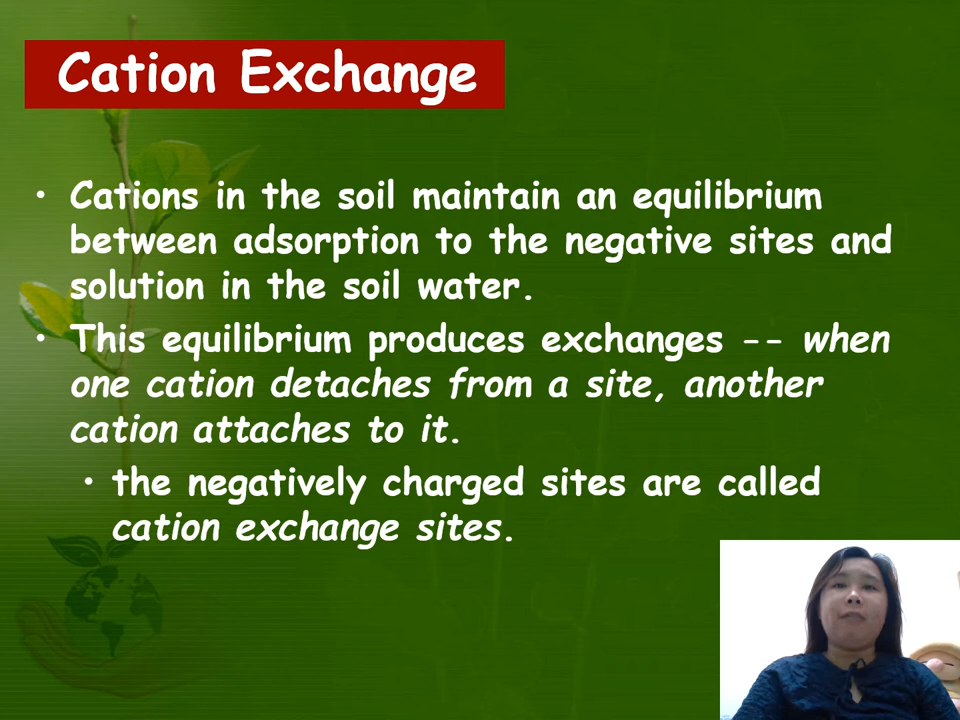 Cation Exchange
• Cations in the soil maintain an equilibrium
between adsorption to the negative sites and
solution in the soil water.
• This equilibrium produces exchanges -- when
one cation detaches from a site, another
cation attaches to it.
• the negatively charged sites are called
cation exchange sites.